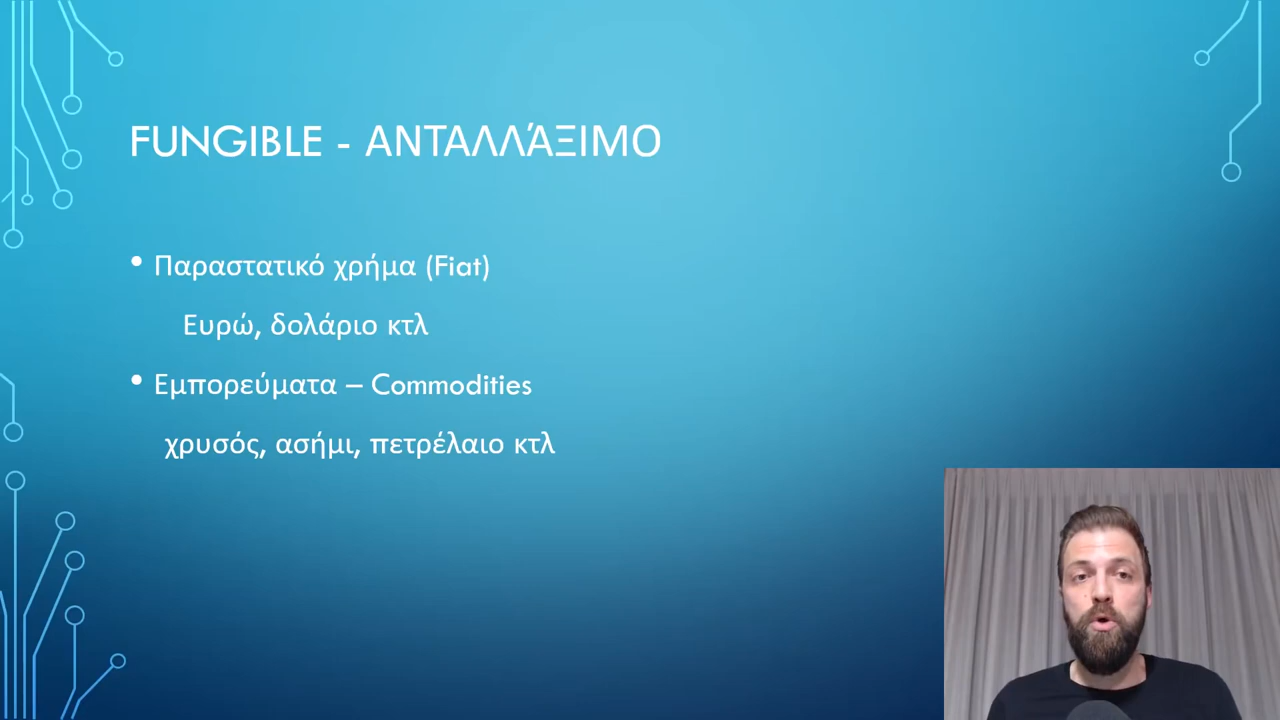 FUNGIBLE - ΑΝΤΑΛΛΆΞΙΜΟ
• Παραστατικό χρήμα (Fiat)
Ευρώ, δολάριο κτλ
• Εμπορεύματα – Commodities
χρυσός, ασήμι, πετρέλαιο κτλ